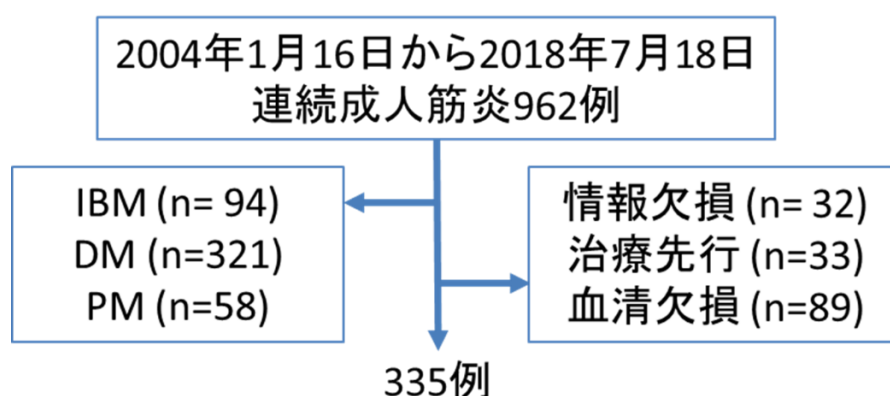 2004年1月16日から2018年7月18日
連続成人筋炎962例
IBM (n= 94)
DM (n=321)
PM (n=58)
情報欠損 (n= 32)
治療先行 (n=33)
血清欠損 (n=89)
335例